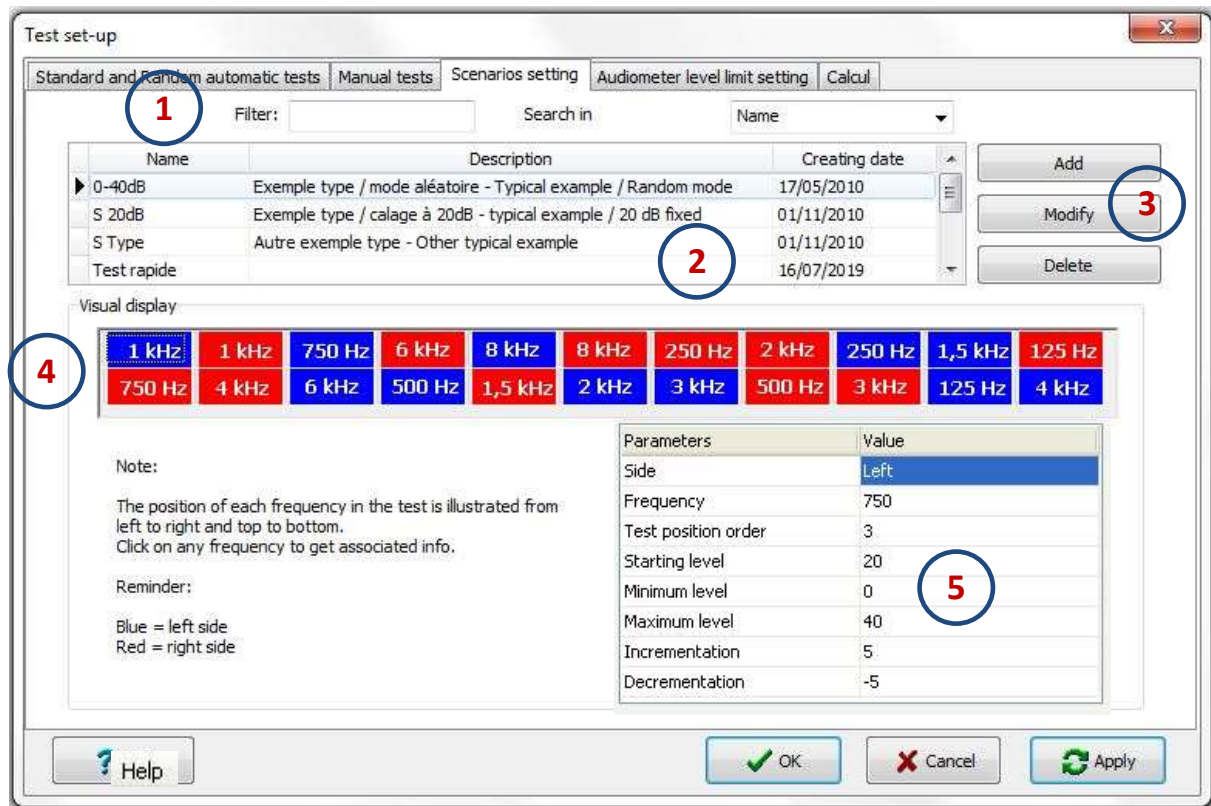 Test set-up
Standard and Random automatic tests Manual tests Scenarios setting Audiometer level limit setting Calcul
1
Filter: Search in Name
Name Description Creating date
0-40dB Exemple type / mode aléatoire - Typical example / Random mode 17/05/2010
S 20dB Exemple type / calage à 20dB - typical example / 20 dB fixed 01/11/2010
S Type Autre exemple type - Other typical example 01/11/2010
Test rapide 16/07/2019
2
Add
Modify
3
Delete
Visual display
4
1 kHz 1 kHz 750 Hz 6 kHz 8 kHz 8 kHz 250 Hz 2 kHz 250 Hz 1,5 kHz 125 Hz
750 Hz 4 kHz 6 kHz 500 Hz 1,5 kHz 2 kHz 3 kHz 500 Hz 3 kHz 125 Hz 4 kHz
Note:
The position of each frequency in the test is illustrated from
left to right and top to bottom.
Click on any frequency to get associated info.
Reminder:
Blue = left side
Red = right side
Parameters Value
Side Left
Frequency 750
Test position order 3
Starting level 20
Minimum level 0
Maximum level 40
Incrementation 5
Decrementation -5
5
? Help
OK
Cancel
Apply